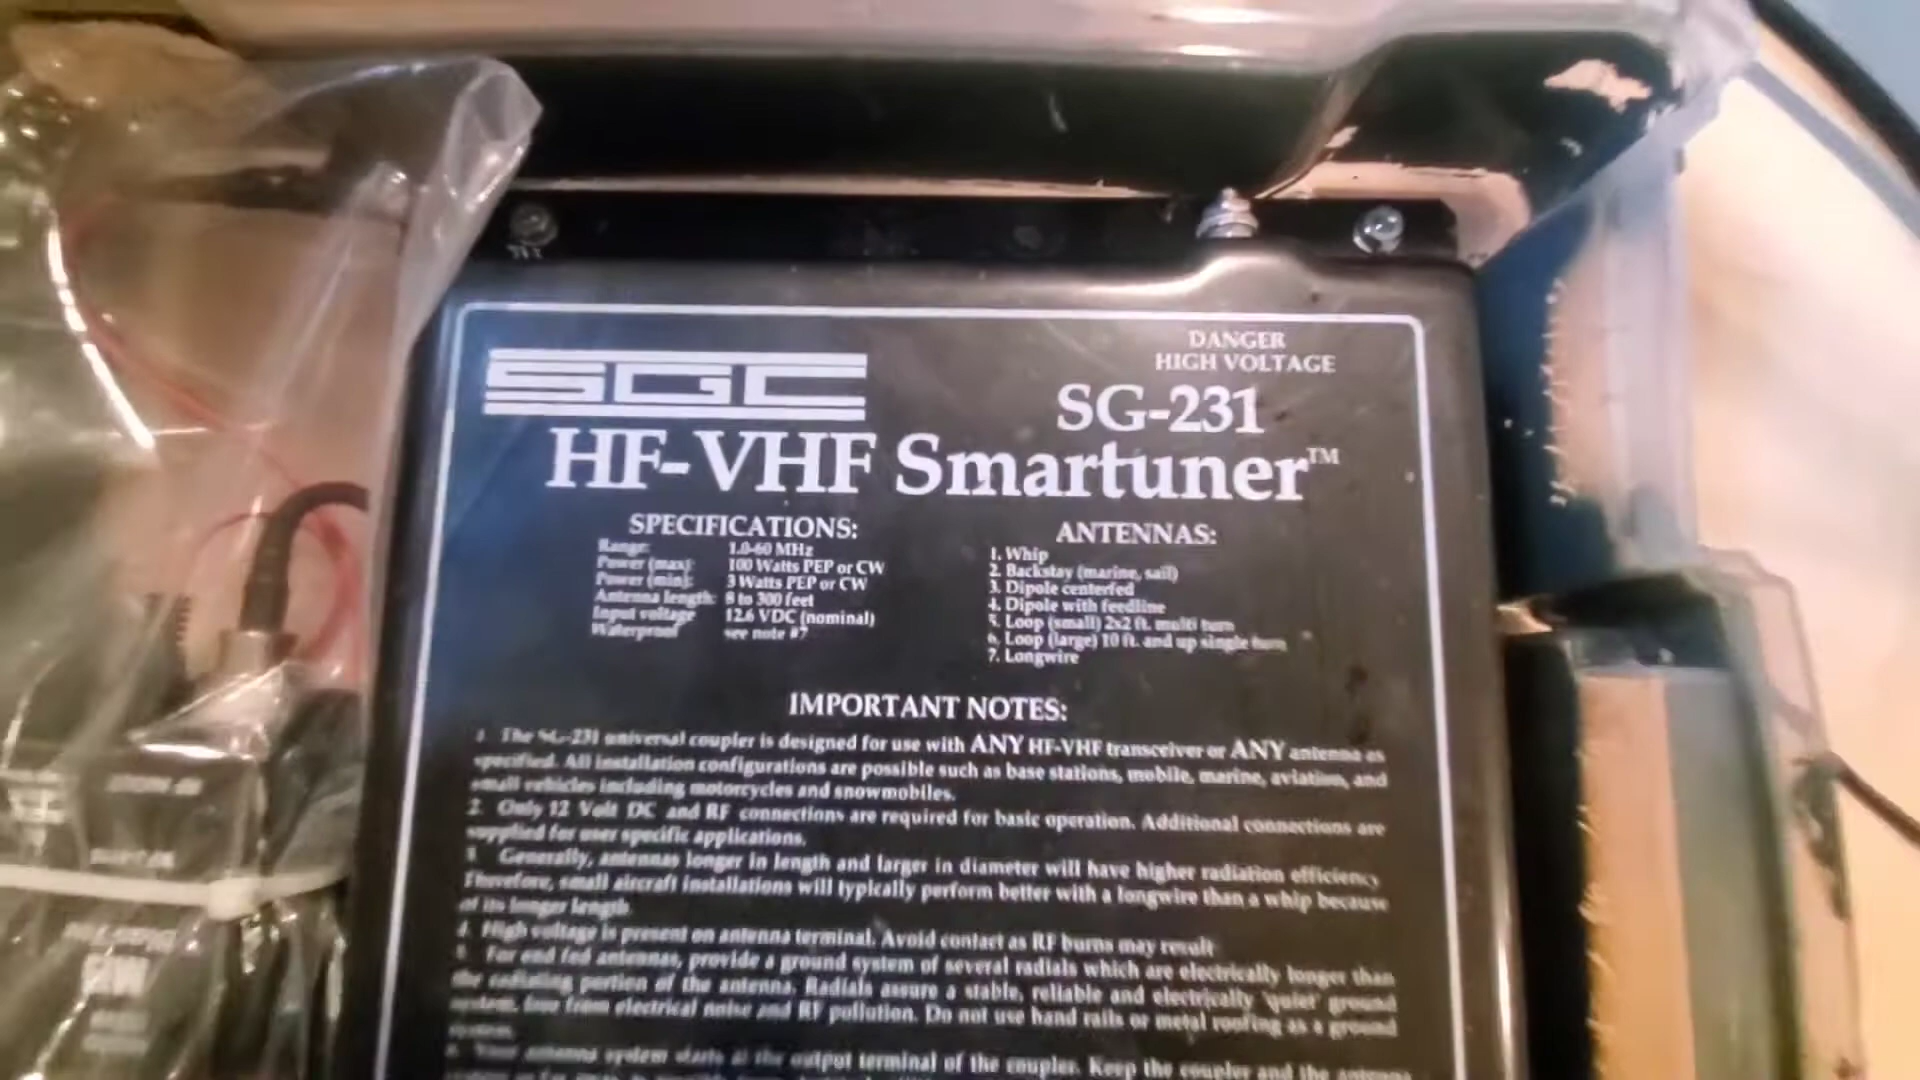 DANGER
HIGH VOLTAGE
SGC
SG-231
HF-VHF Smartuner™
SPECIFICATIONS:
Range: 1.0-60 MHz
Power (max): 100 Watts PEP or CW
Power (min): 3 Watts PEP or CW
Antenna length: 8 to 300 feet
Input voltage 12.6 VDC (nominal)
Waterproof see note #7
ANTENNAS:
1. Whip
2. Backstay (marine, sail)
3. Dipole centerfed
4. Dipole with feedline
5. Loop (small) 2x2 ft. multi turn
6. Loop (large) 10 ft. and up single turn
7. Longwire
IMPORTANT NOTES:
1. The SG-231 universal coupler is designed for use with ANY HF-VHF transceiver or ANY antenna as
specified. All installation configurations are possible such as base stations, mobile, marine, aviation, and
small vehicles including motorcycles and snowmobiles.
2. Only 12 Volt DC and RF connections are required for basic operation. Additional connections are
supplied for user specific applications.
3. Generally, antennas longer in length and larger in diameter will have higher radiation efficiency.
Therefore, small aircraft installations will typically perform better with a longwire than a whip because
of its longer length.
4. High voltage is present on antenna terminal. Avoid contact as RF burns may result.
5. For end fed antennas, provide a ground system of several radials which are electrically longer than
the radiating portion of the antenna. Radials assure a stable, reliable and electrically 'quiet' ground
system, free from electrical noise and RF pollution. Do not use hand rails or metal roofing as a ground
system.
6. Your antenna system starts at the output terminal of the coupler. Keep the coupler and the antenna